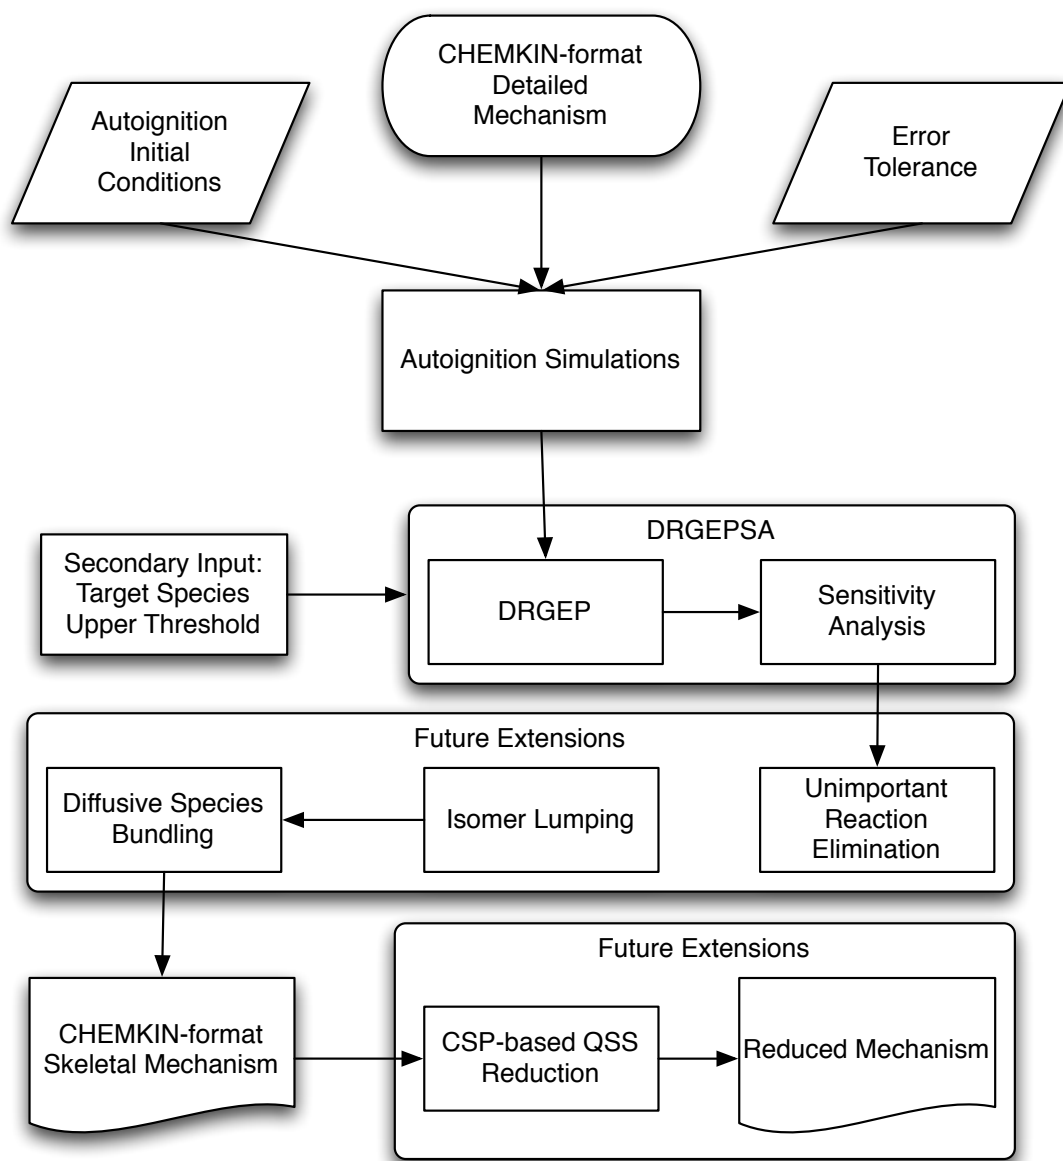 CHEMKIN-format
Detailed
Mechanism
Autoignition
Initial
Conditions
Error
Tolerance
Autoignition Simulations
DRGEPSA
Secondary Input:
Target Species
Upper Threshold
DRGEP
Sensitivity
Analysis
Future Extensions
Diffusive Species
Bundling
Isomer Lumping
Unimportant
Reaction
Elimination
Future Extensions
CHEMKIN-format
Skeletal Mechanism
CSP-based QSS
Reduction
Reduced Mechanism